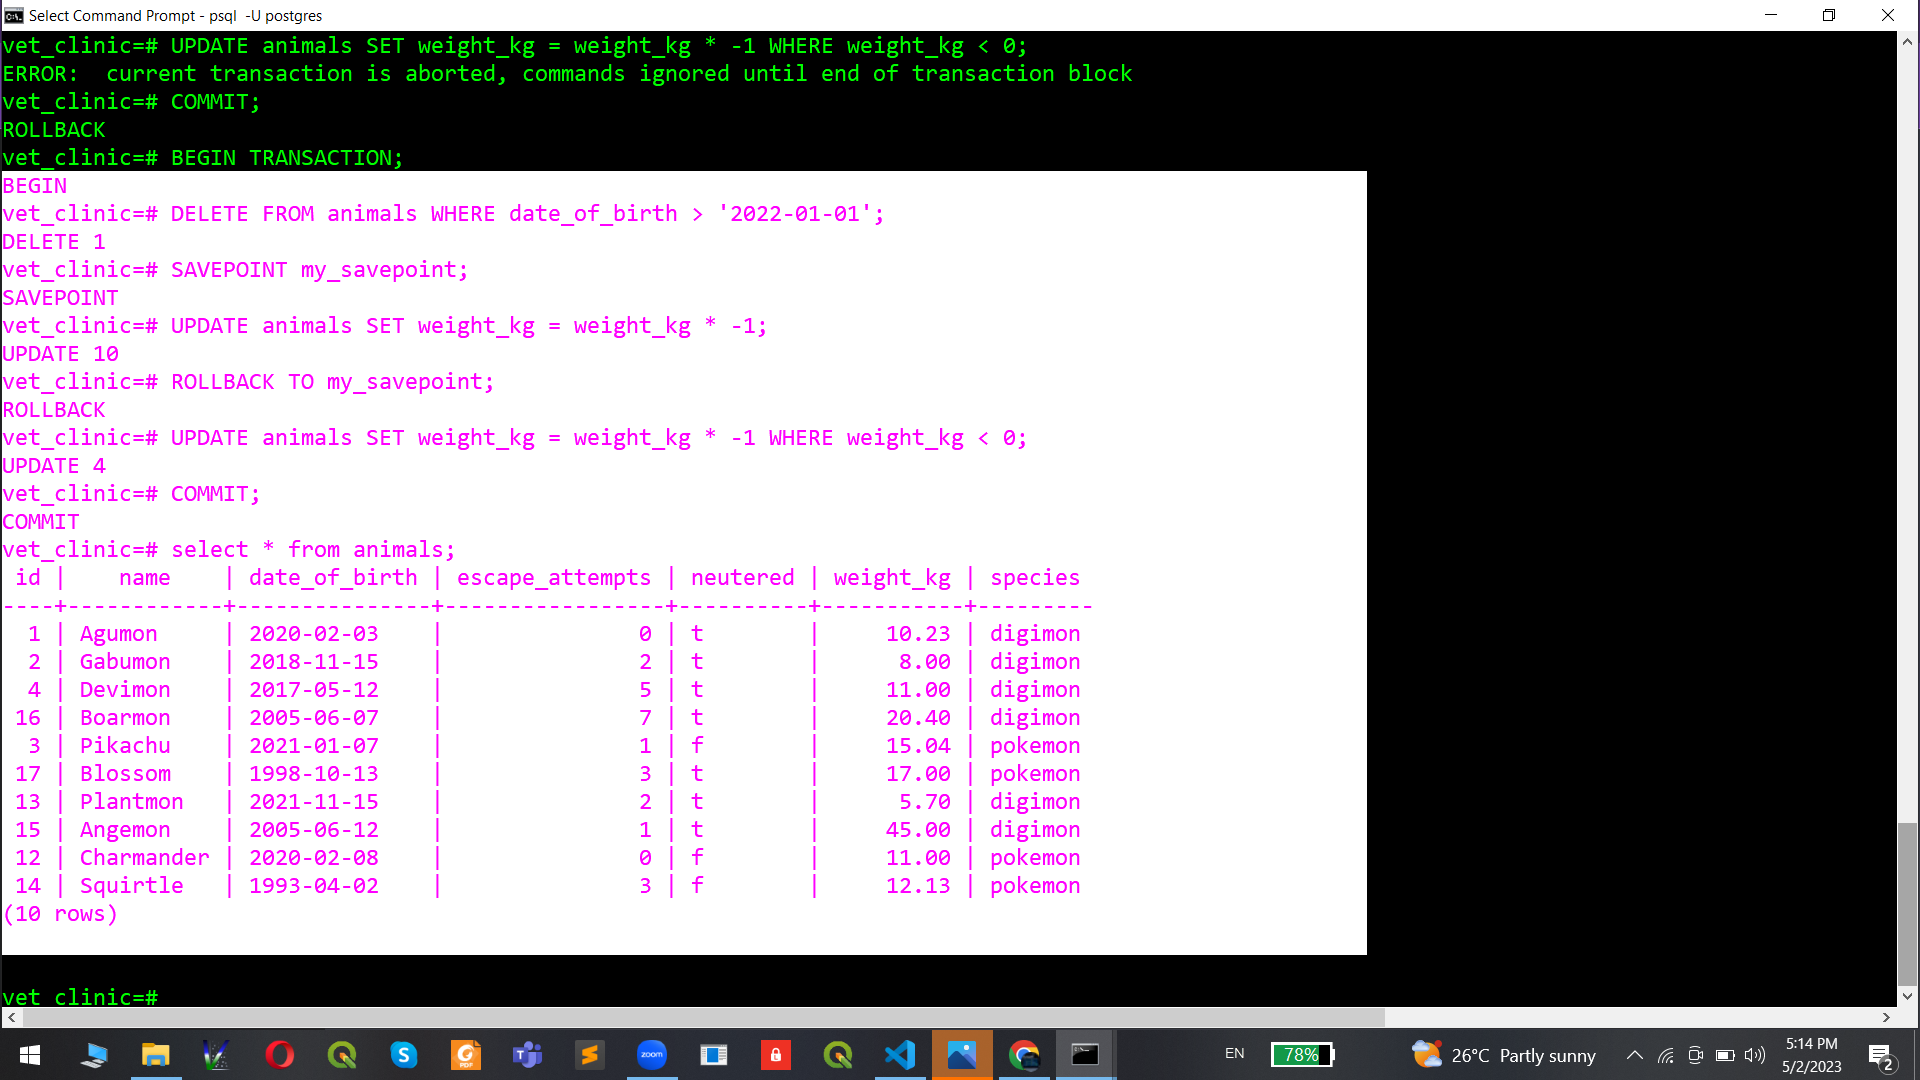 Select Command Prompt - psql  -U postgres
vet_clinic=# UPDATE animals SET weight_kg = weight_kg * -1 WHERE weight_kg < 0;
ERROR:  current transaction is aborted, commands ignored until end of transaction block
vet_clinic=# COMMIT;
ROLLBACK
vet_clinic=# BEGIN TRANSACTION;
BEGIN
vet_clinic=# DELETE FROM animals WHERE date_of_birth > '2022-01-01';
DELETE 1
vet_clinic=# SAVEPOINT my_savepoint;
SAVEPOINT
vet_clinic=# UPDATE animals SET weight_kg = weight_kg * -1;
UPDATE 10
vet_clinic=# ROLLBACK TO my_savepoint;
ROLLBACK
vet_clinic=# UPDATE animals SET weight_kg = weight_kg * -1 WHERE weight_kg < 0;
UPDATE 4
vet_clinic=# COMMIT;
COMMIT
vet_clinic=# select * from animals;
 id |    name    | date_of_birth | escape_attempts | neutered | weight_kg | species
----+------------+---------------+-----------------+----------+-----------+---------
  1 | Agumon     | 2020-02-03    |               0 | t        |     10.23 | digimon
  2 | Gabumon    | 2018-11-15    |               2 | t        |      8.00 | digimon
  4 | Devimon    | 2017-05-12    |               5 | t        |     11.00 | digimon
 16 | Boarmon    | 2005-06-07    |               7 | t        |     20.40 | digimon
  3 | Pikachu    | 2021-01-07    |               1 | f        |     15.04 | pokemon
 17 | Blossom    | 1998-10-13    |               3 | t        |     17.00 | pokemon
 13 | Plantmon   | 2021-11-15    |               2 | t        |      5.70 | digimon
 15 | Angemon    | 2005-06-12    |               1 | t        |     45.00 | digimon
 12 | Charmander | 2020-02-08    |               0 | f        |     11.00 | pokemon
 14 | Squirtle   | 1993-04-02    |               3 | f        |     12.13 | pokemon
(10 rows)
vet_clinic=#
zoom
EN
78%
26°C  Partly sunny
5:14 PM
5/2/2023
2